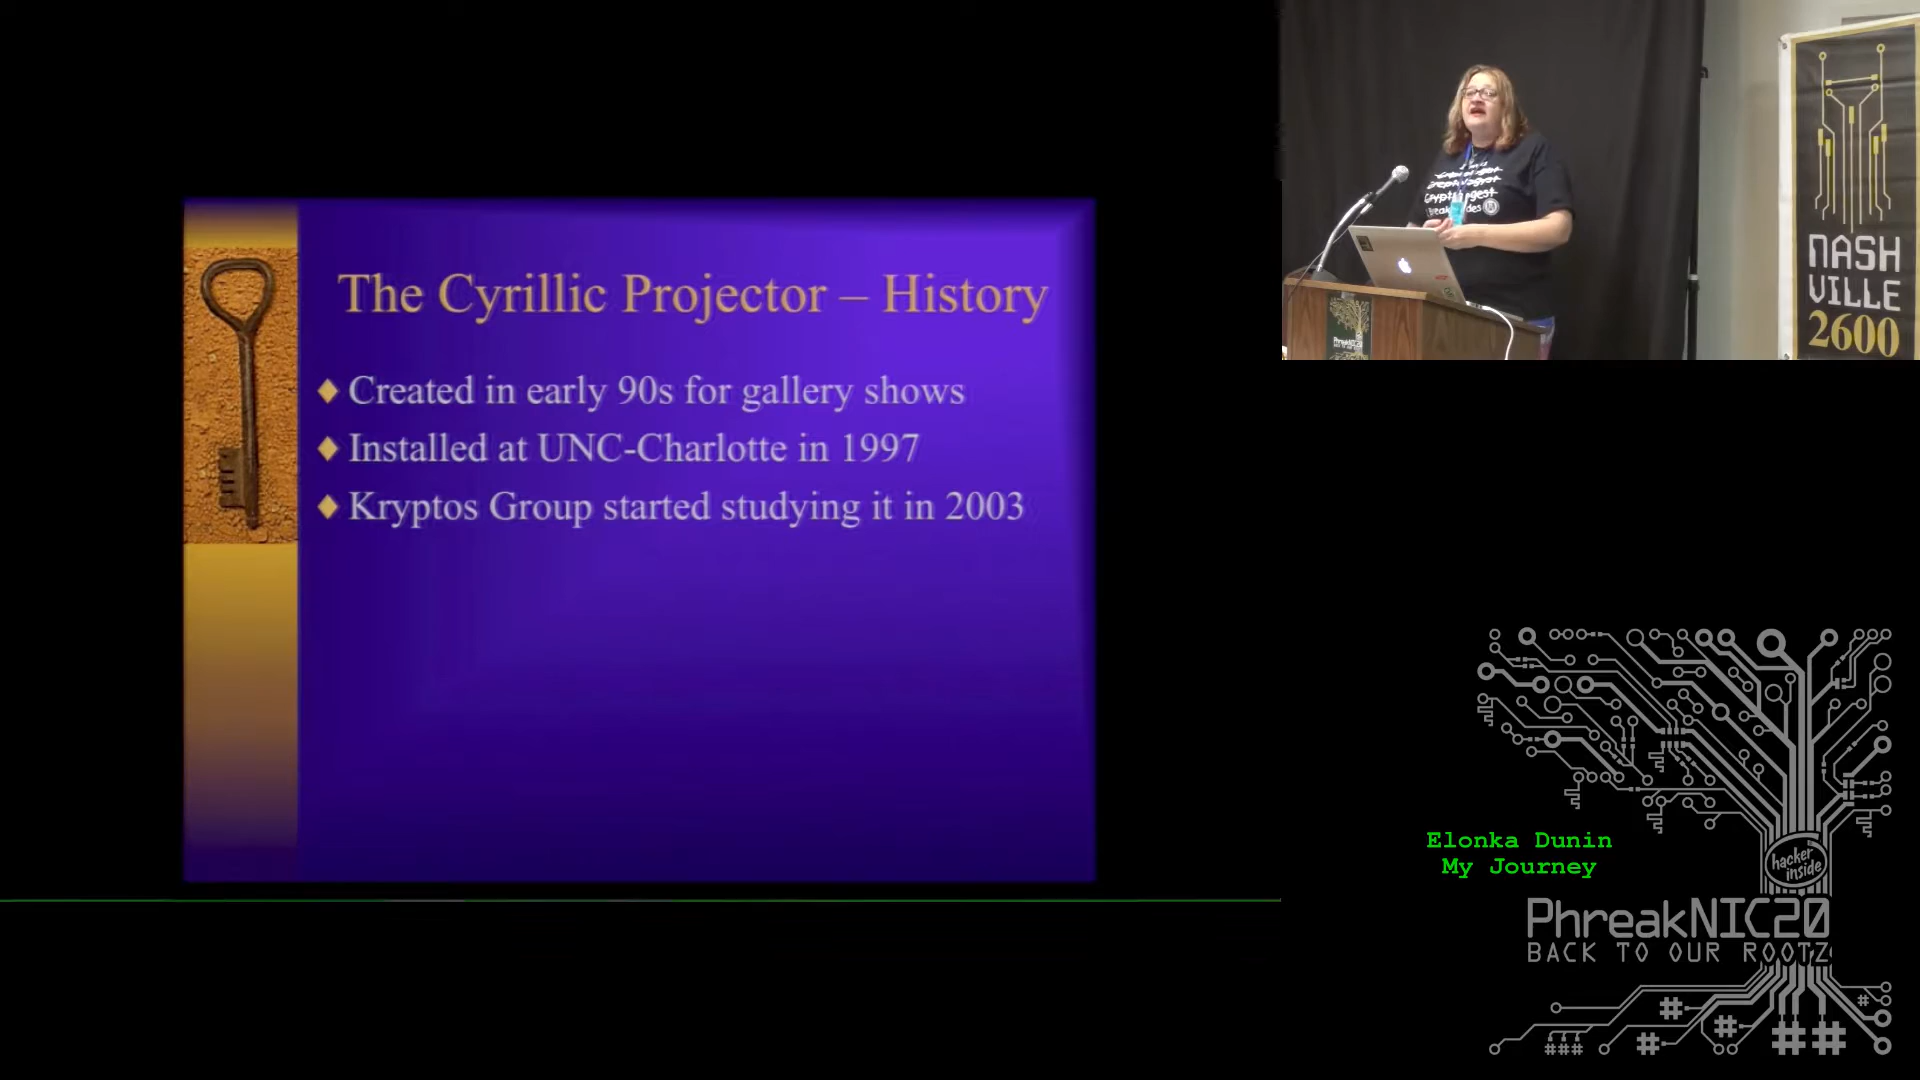 The Cyrillic Projector – History
Created in early 90s for gallery shows
Installed at UNC-Charlotte in 1997
Kryptos Group started studying it in 2003
NASH
VILLE
2600
PhreakNIC20
Elonka Dunin
My Journey
hacker
inside
PhreakNIC20
BACK TO OUR ROOTZ
# # ##
### # #